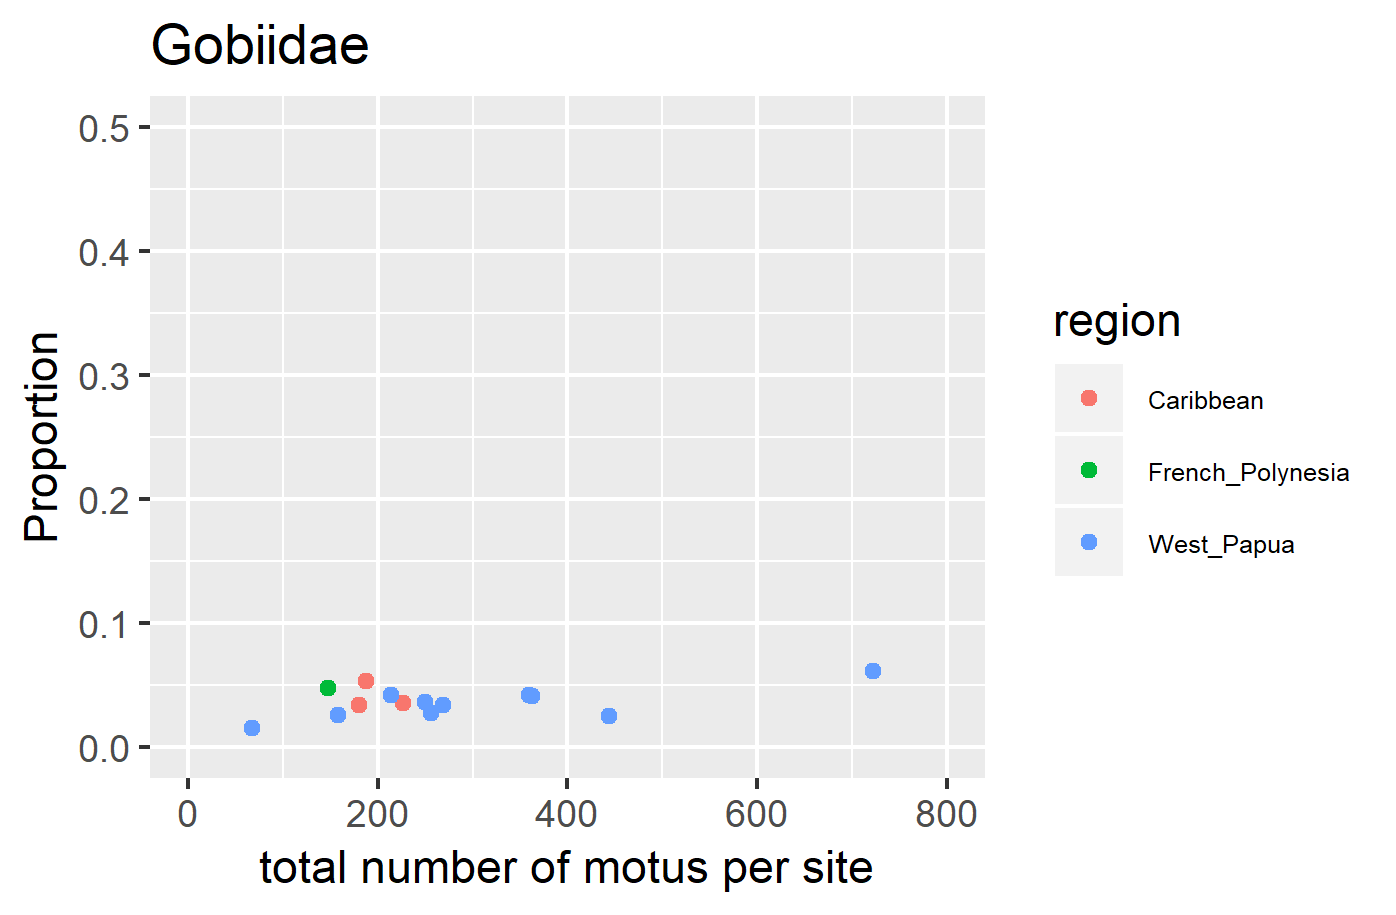 Gobiidae
0.5
0.4
0.3
0.2
0.1
0.0
Proportion
0 200 400 600 800
total number of motus per site
region
Caribbean
French_Polynesia
West_Papua